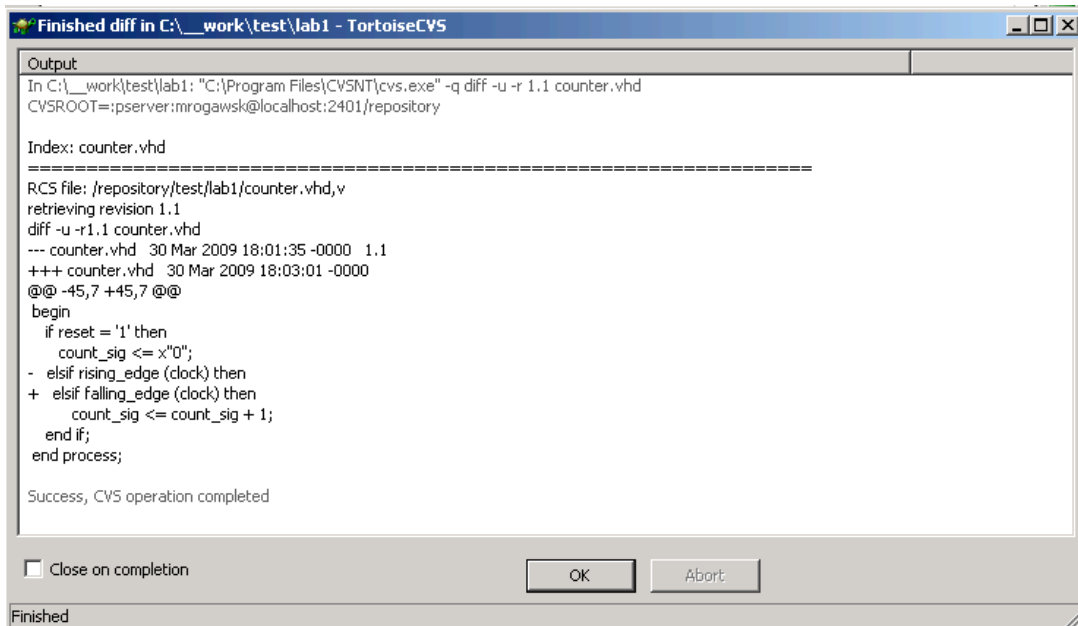 Finished diff in C:\__work\test\lab1 - TortoiseCVS
Output
In C:\__work\test\lab1: "C:\Program Files\CVSNT\cvs.exe" -q diff -u -r 1.1 counter.vhd
CVSROOT=:pserver:mrogawsk@localhost:2401/repository
Index: counter.vhd
===================================================================
RCS file: /repository/test/lab1/counter.vhd,v
retrieving revision 1.1
diff -u -r1.1 counter.vhd
--- counter.vhd   30 Mar 2009 18:01:35 -0000   1.1
+++ counter.vhd   30 Mar 2009 18:03:01 -0000
@@ -45,7 +45,7 @@
 begin
   if reset = '1' then
     count_sig <= x"0";
-   elsif rising_edge (clock) then
+   elsif falling_edge (clock) then
       count_sig <= count_sig + 1;
   end if;
 end process;
Success, CVS operation completed
Close on completion
OK
Abort
Finished